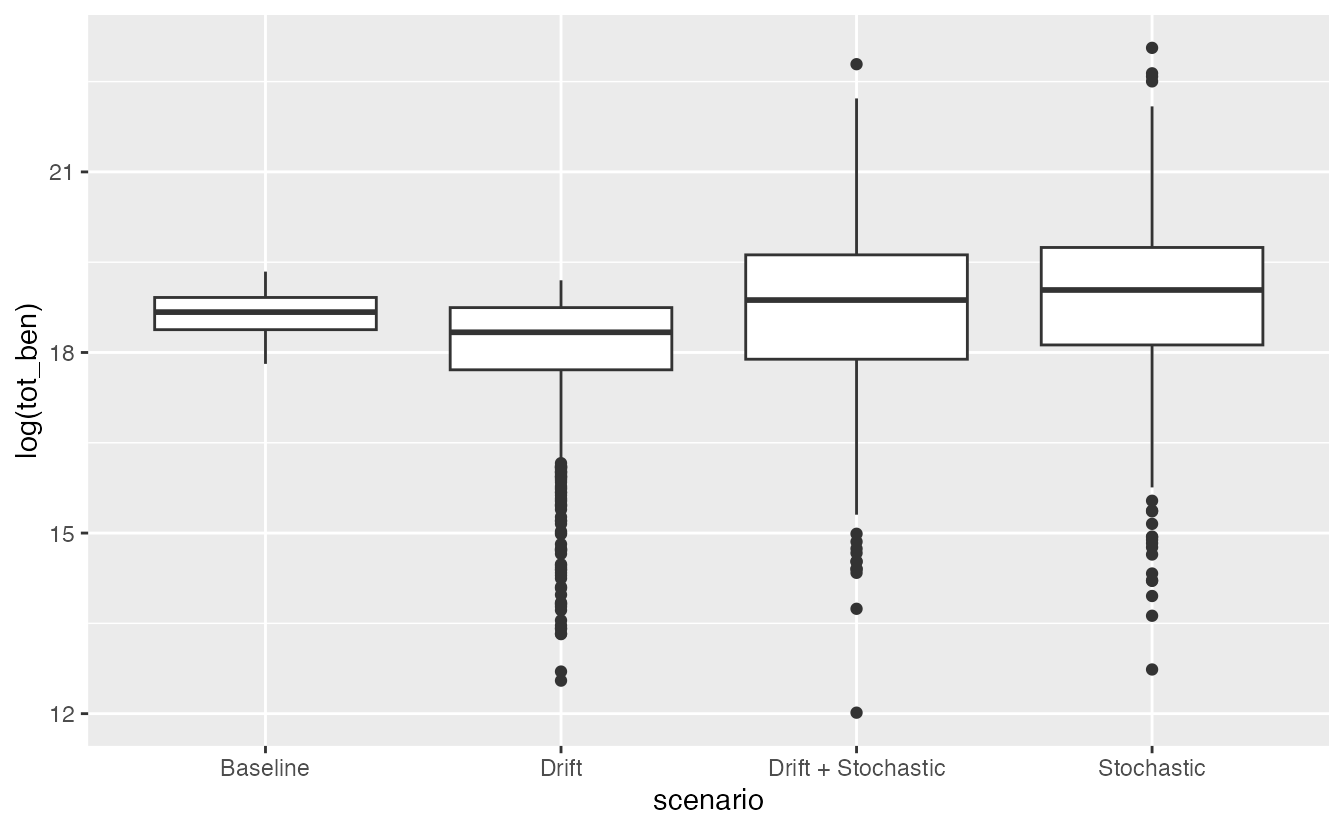 log(tot_ben)
21
18
15
12
Baseline
Drift
Drift + Stochastic
Stochastic
scenario